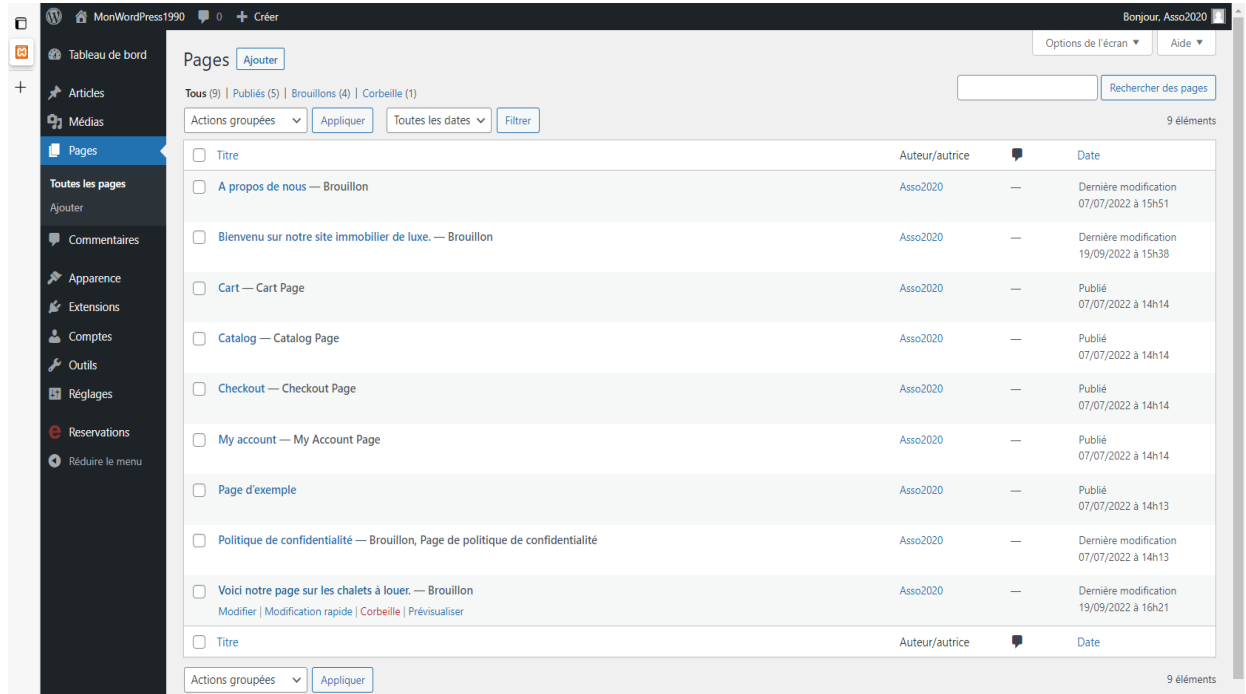 MonWordPress1990 0 + Créer Bonjour, Asso2020
Tableau de bord
Articles
Médias
Pages
Toutes les pages
Ajouter
Commentaires
Apparence
Extensions
Comptes
Outils
Réglages
Reservations
Réduire le menu
Options de l'écran ▼ Aide ▼
Pages Ajouter
Tous (9) | Publiés (5) | Brouillons (4) | Corbeille (1)
Rechercher des pages
Actions groupées Appliquer Toutes les dates Filtrer 9 éléments
Titre Auteur/autrice Date
A propos de nous — Brouillon Asso2020 — Dernière modification
07/07/2022 à 15h51
Bienvenu sur notre site immobilier de luxe. — Brouillon Asso2020 — Dernière modification
19/09/2022 à 15h38
Cart — Cart Page Asso2020 — Publié
07/07/2022 à 14h14
Catalog — Catalog Page Asso2020 — Publié
07/07/2022 à 14h14
Checkout — Checkout Page Asso2020 — Publié
07/07/2022 à 14h14
My account — My Account Page Asso2020 — Publié
07/07/2022 à 14h14
Page d'exemple Asso2020 — Publié
07/07/2022 à 14h13
Politique de confidentialité — Brouillon, Page de politique de confidentialité Asso2020 — Dernière modification
07/07/2022 à 14h13
Voici notre page sur les chalets à louer. — Brouillon Asso2020 — Dernière modification
Modifier | Modification rapide | Corbeille | Prévisualiser 19/09/2022 à 16h21
Titre Auteur/autrice Date
Actions groupées Appliquer 9 éléments